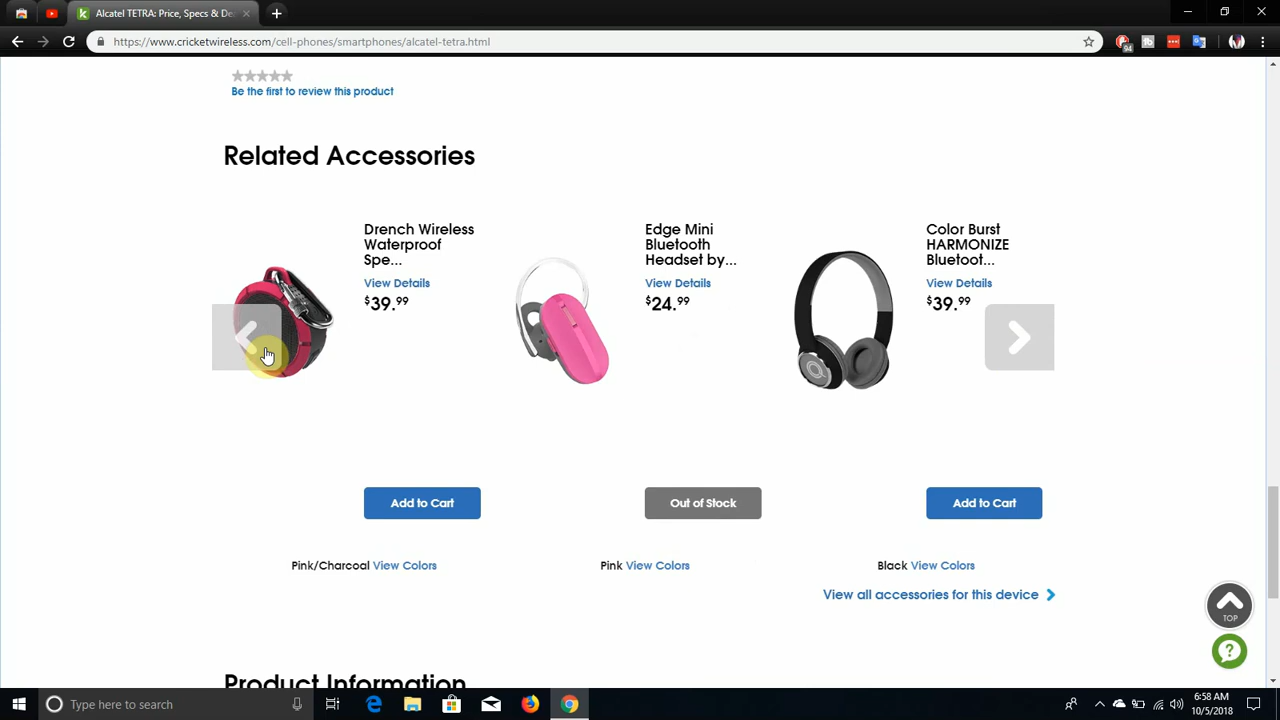 Alcatel TETRA: Price, Specs & De
https://www.cricketwireless.com/cell-phones/smartphones/alcatel-tetra.html
94
Be the first to review this product
Related Accessories
Drench Wireless
Waterproof
Spe...
View Details
$39.99
Add to Cart
Pink/Charcoal View Colors
Edge Mini
Bluetooth
Headset by...
View Details
$24.99
Out of Stock
Pink View Colors
Color Burst
HARMONIZE
Bluetoot...
View Details
$39.99
Add to Cart
Black View Colors
View all accessories for this device
TOP
?
Product Information
Type here to search
6:58 AM
10/5/2018